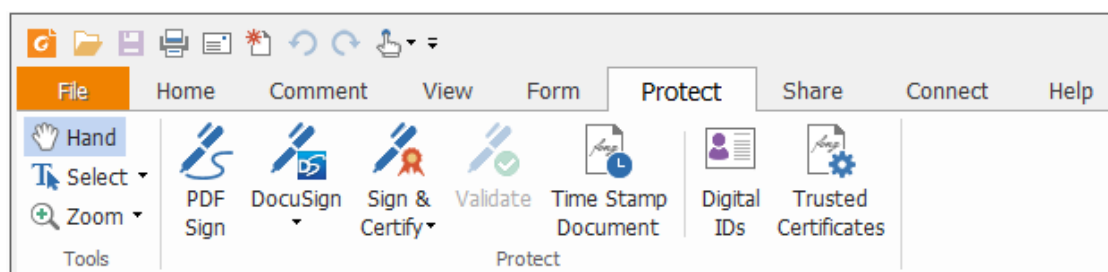 File Home Comment View Form Protect Share Connect Help
Hand
Select
Zoom
Tools
PDF
Sign
DocuSign
Sign &
Certify
Validate
Time Stamp
Document
Digital
IDs
Trusted
Certificates
Protect